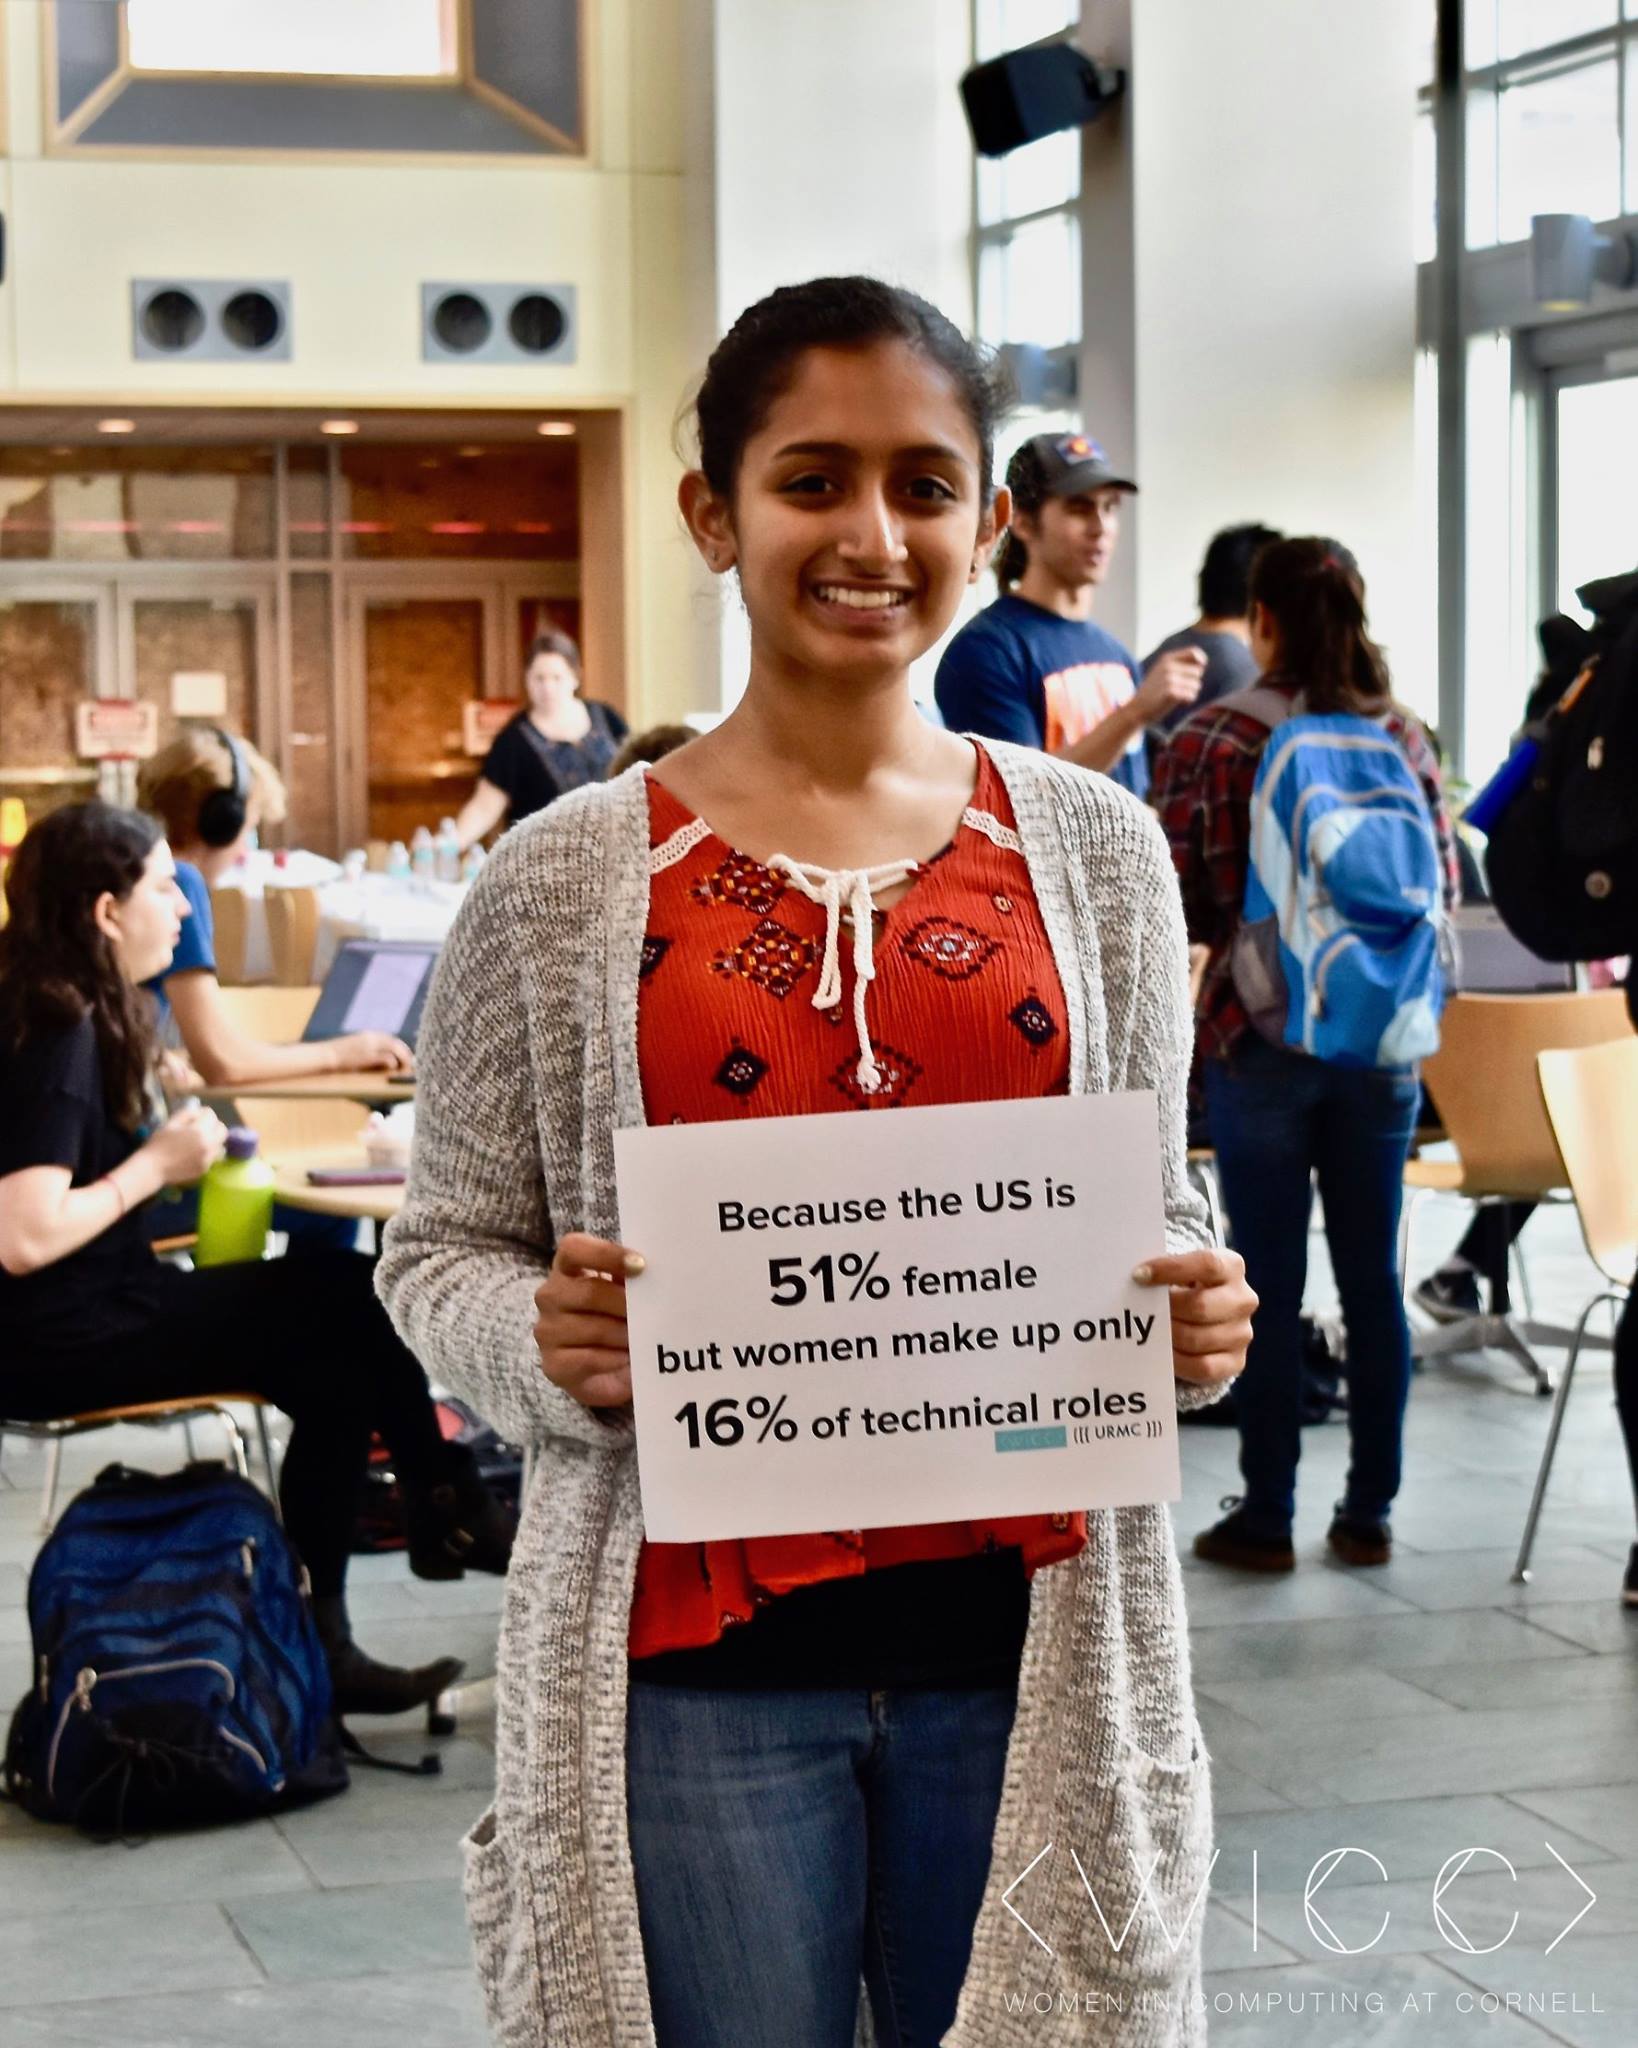 Because the US is
51% female
but women make up only
16% of technical roles
<WICC> {{{ URMC }}}
<WICC>
WOMEN IN COMPUTING AT CORNELL